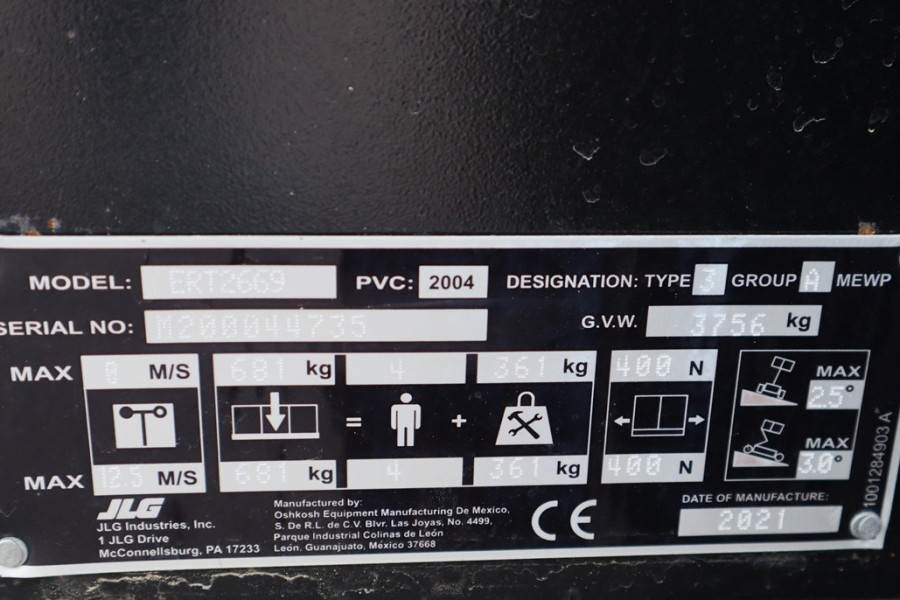 MODEL: ERT2669 PVC: 2004 DESIGNATION: TYPE 3 GROUP A MEWP
SERIAL NO: M200044735 G.V.W. 3756 kg
MAX 0 M/S 681 kg 4 361 kg 400 N MAX 2.5°
= +
MAX 12.5 M/S 681 kg 4 361 kg 400 N MAX 3.0°
JLG
JLG Industries, Inc.
1 JLG Drive
McConnellsburg, PA 17233
Manufactured by:
Oshkosh Equipment Manufacturing De Mexico,
S. De R.L. de C.V. Blvr. Las Joyas, No. 4499,
Parque Industrial Colinas de León
León. Guanajuato, México 37668
CE
DATE OF MANUFACTURE:
2021
1001284903 A